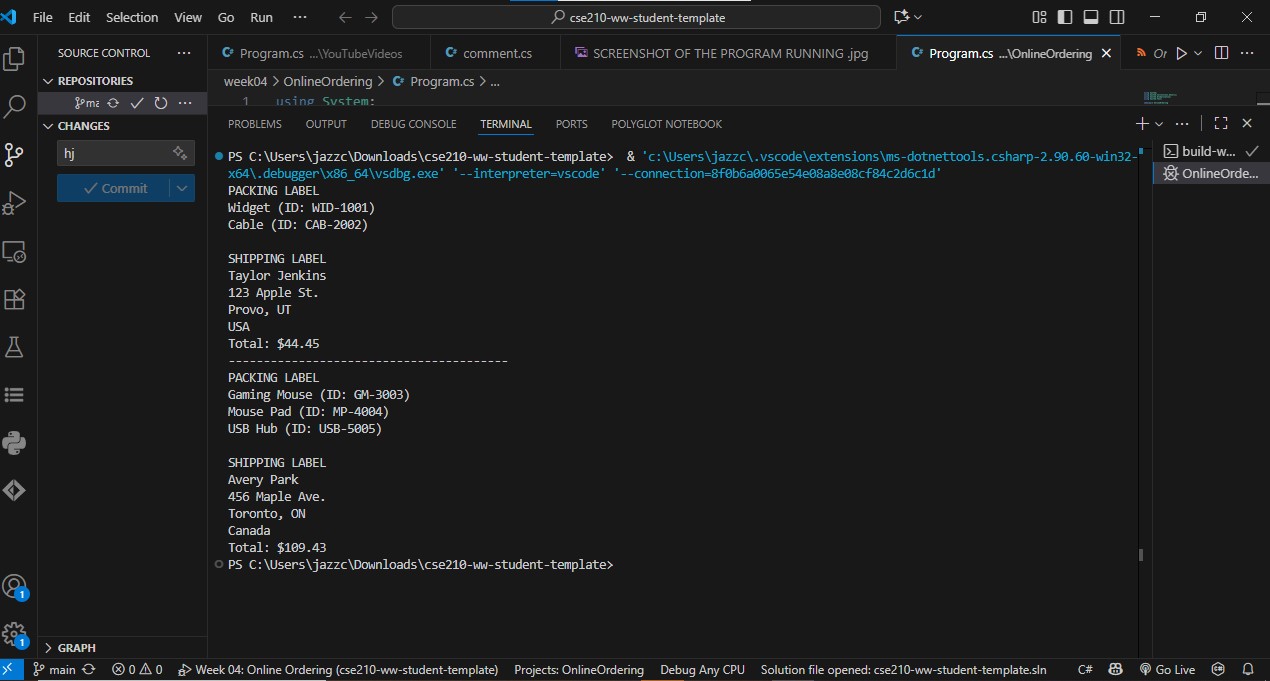 File Edit Selection View Go Run ... cse210-ww-student-template
SOURCE CONTROL ...
Program.cs ...\YouTubeVideos comment.cs SCREENSHOT OF THE PROGRAM RUNNING .jpg Program.cs ...\OnlineOrdering Or
REPOSITORIES
week04 > OnlineOrdering > Program.cs > ...
ma
1 using System;
CHANGES
PROBLEMS OUTPUT DEBUG CONSOLE TERMINAL PORTS POLYGLOT NOTEBOOK
hj
Commit
build-w...
OnlineOrde...
PS C:\Users\jazzc\Downloads\cse210-ww-student-template> & 'c:\Users\jazzc\.vscode\extensions\ms-dotnettools.csharp-2.90.60-win32-
x64\.debugger\x86_64\vsdbg.exe' '--interpreter=vscode' '--connection=8f0b6a0065e54e08a8e08cf84c2d6c1d'
PACKING LABEL
Widget (ID: WID-1001)
Cable (ID: CAB-2002)
SHIPPING LABEL
Taylor Jenkins
123 Apple St.
Provo, UT
USA
Total: $44.45
----------------------------------------
PACKING LABEL
Gaming Mouse (ID: GM-3003)
Mouse Pad (ID: MP-4004)
USB Hub (ID: USB-5005)
SHIPPING LABEL
Avery Park
456 Maple Ave.
Toronto, ON
Canada
Total: $109.43
PS C:\Users\jazzc\Downloads\cse210-ww-student-template>
1
1
GRAPH
main 0 0 Week 04: Online Ordering (cse210-ww-student-template) Projects: OnlineOrdering Debug Any CPU Solution file opened: cse210-ww-student-template.sln C# Go Live